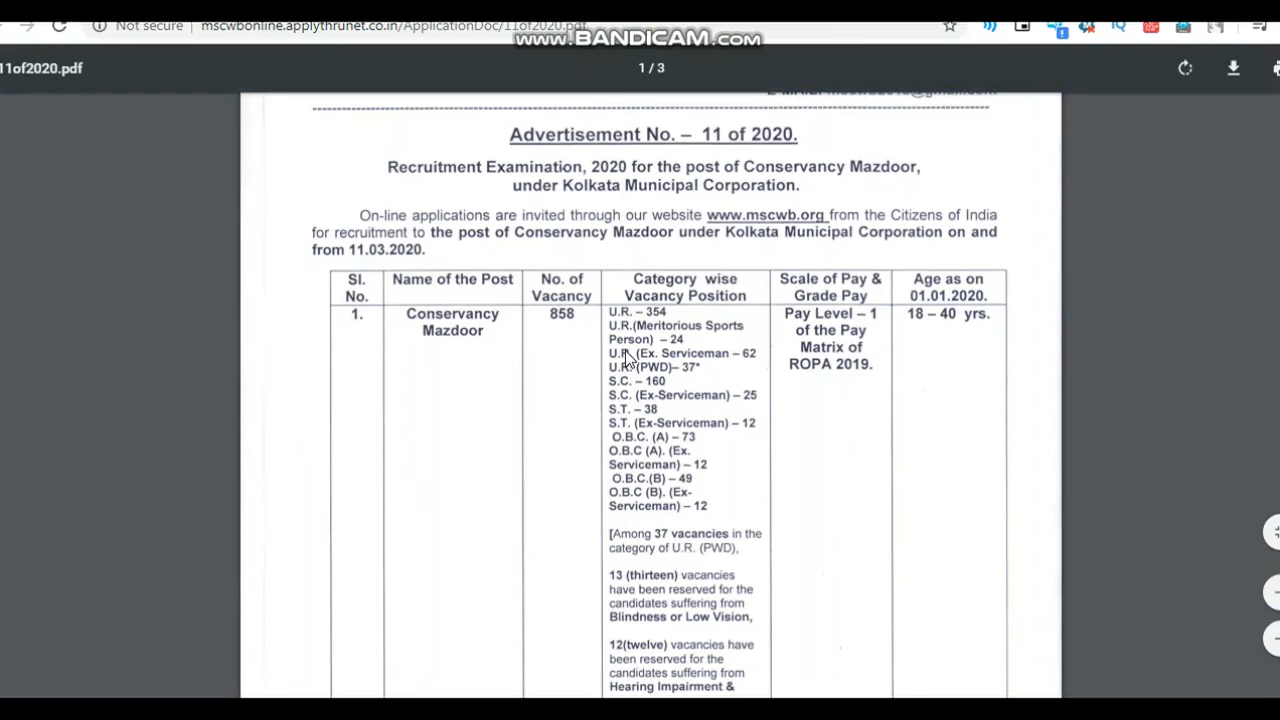 Not secure
mscwbonline.applythrunet.co.in/ApplicationDoc/11of2020.pdf
www.BANDICAM.com
11of2020.pdf
1 / 3
Advertisement No. – 11 of 2020.
Recruitment Examination, 2020 for the post of Conservancy Mazdoor,
under Kolkata Municipal Corporation.
On-line applications are invited through our website www.mscwb.org from the Citizens of India
for recruitment to the post of Conservancy Mazdoor under Kolkata Municipal Corporation on and
from 11.03.2020.
Sl. No.
Name of the Post
No. of Vacancy
Category wise Vacancy Position
Scale of Pay & Grade Pay
Age as on 01.01.2020.
1.
Conservancy
Mazdoor
858
U.R. – 354
U.R.(Meritorious Sports
Person) – 24
U.R. (Ex. Serviceman – 62
U.R. (PWD)– 37*
S.C. – 160
S.C. (Ex-Serviceman) – 25
S.T. – 38
S.T. (Ex-Serviceman) – 12
O.B.C. (A) – 73
O.B.C (A). (Ex.
Serviceman) – 12
O.B.C.(B) – 49
O.B.C (B). (Ex-
Serviceman) – 12
[Among 37 vacancies in the
category of U.R. (PWD),
13 (thirteen) vacancies
have been reserved for the
candidates suffering from
Blindness or Low Vision,
12(twelve) vacancies have
been reserved for the
candidates suffering from
Hearing Impairment &
Pay Level – 1
of the Pay
Matrix of
ROPA 2019.
18 – 40 yrs.